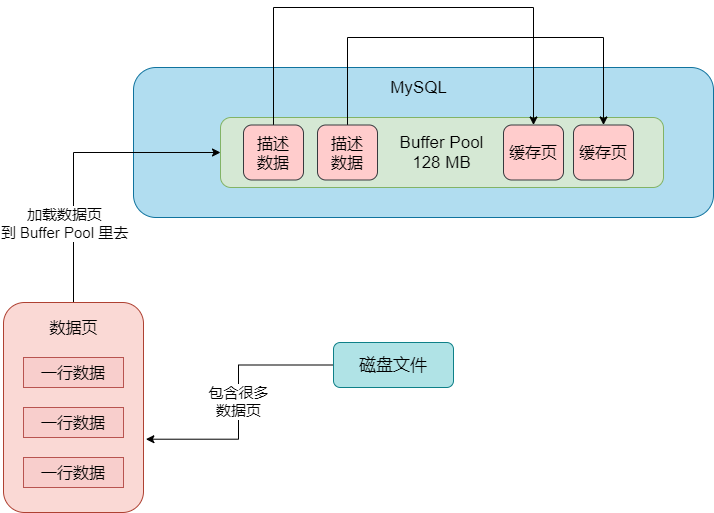 MySQL
描述
数据
描述
数据
Buffer Pool
128 MB
缓存页
缓存页
加载数据页
到 Buffer Pool 里去
数据页
一行数据
一行数据
一行数据
磁盘文件
包含很多
数据页